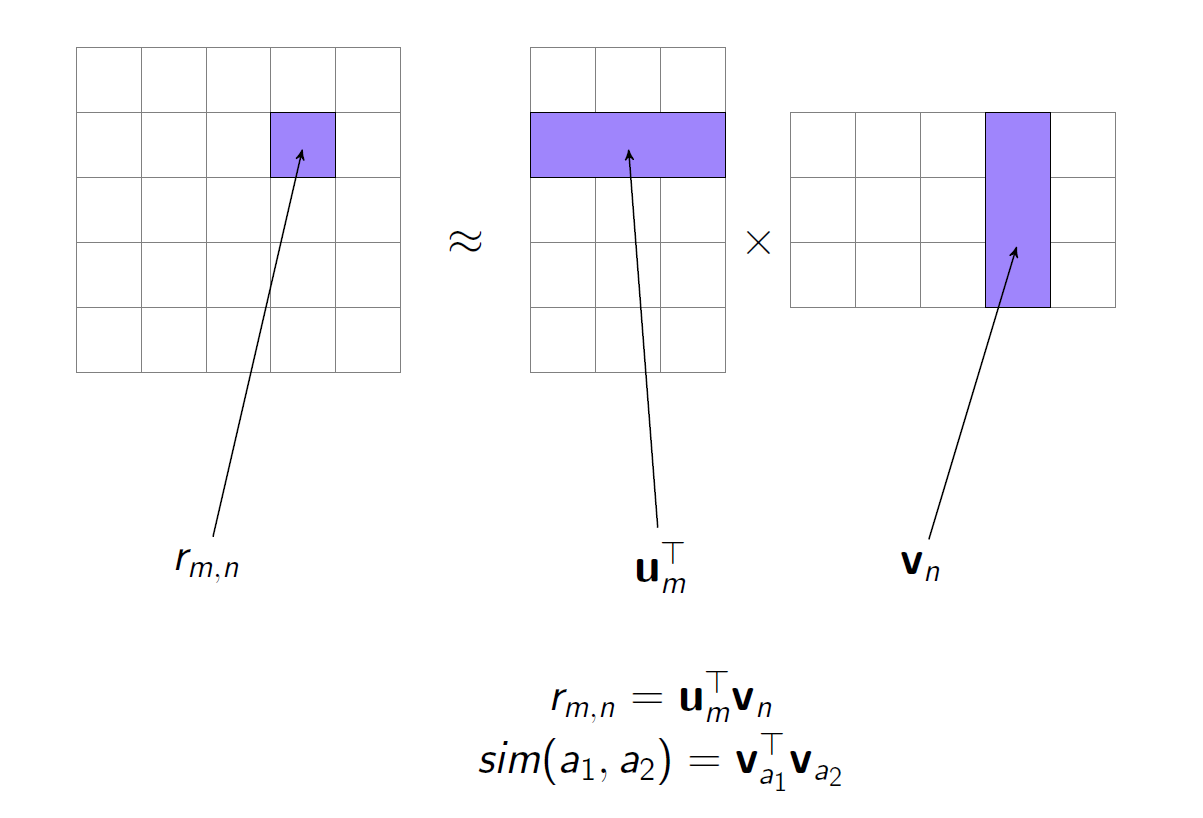 ≈ ×
r_{m,n} 𝐮_m^⊤ 𝐯_n
r_{m,n} = 𝐮_m^⊤ 𝐯_n
sim(a_1, a_2) = 𝐯_{a_1}^⊤ 𝐯_{a_2}